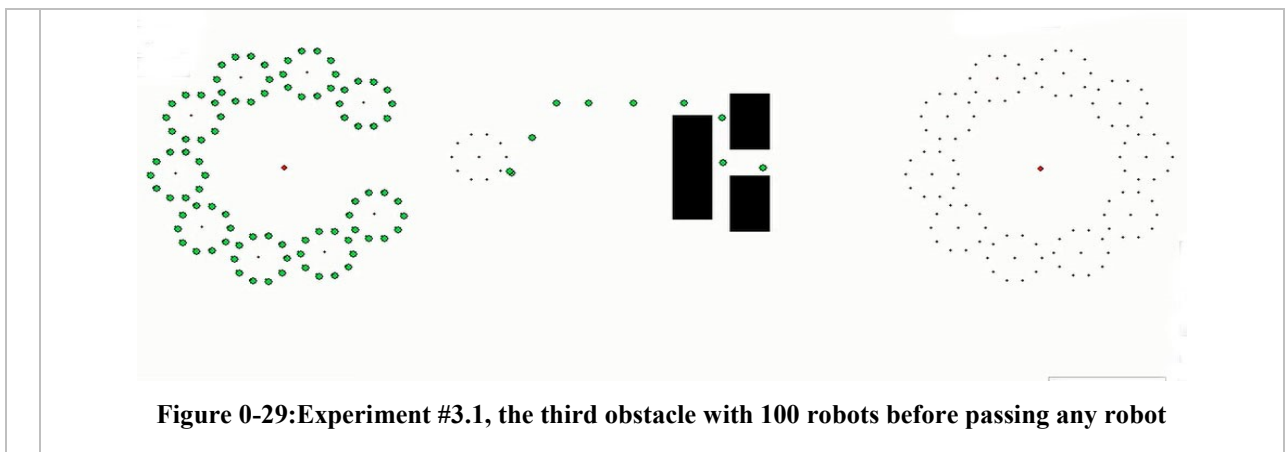 Figure 0-29:Experiment #3.1, the third obstacle with 100 robots before passing any robot